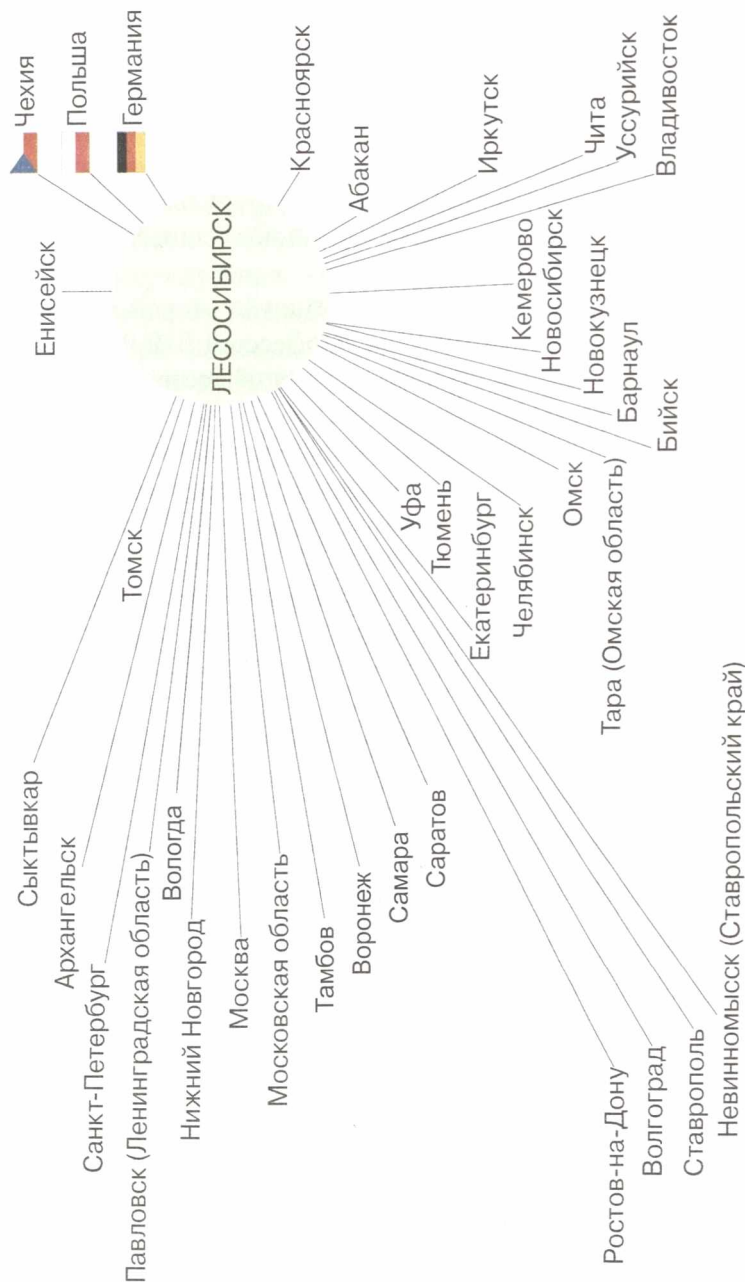 Чехия
Польша
Германия
Енисейск
ЛЕСОСИБИРСК
Красноярск
Абакан
Иркутск
Чита
Уссурийск
Владивосток
Кемерово
Новосибирск
Новокузнецк
Барнаул
Бийск
Сыктывкар
Томск
Архангельск
Санкт-Петербург
Павловск (Ленинградская область)
Вологда
Нижний Новгород
Москва
Московская область
Тамбов
Воронеж
Самара
Саратов
Уфа
Тюмень
Екатеринбург
Челябинск
Омск
Тара (Омская область)
Ростов-на-Дону
Волгоград
Ставрополь
Невинномысск (Ставропольский край)